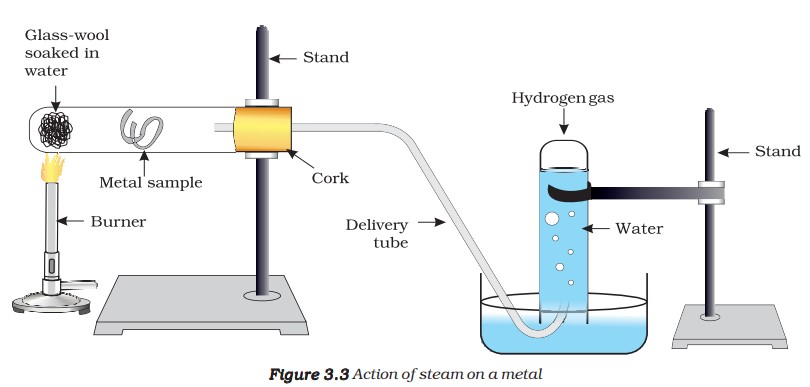 Glass-wool
soaked in
water
Stand
Hydrogen gas
Stand
Metal sample
Cork
Burner
Delivery
tube
Water
Figure 3.3 Action of steam on a metal